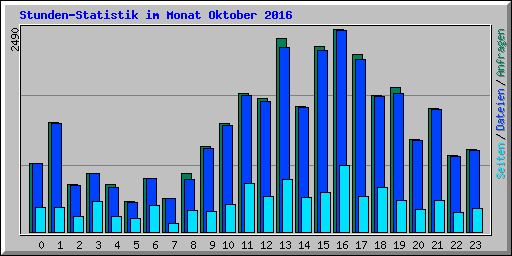 Stunden-Statistik im Monat Oktober 2016
2490
Seiten / Dateien / Anfragen
0 1 2 3 4 5 6 7 8 9 10 11 12 13 14 15 16 17 18 19 20 21 22 23